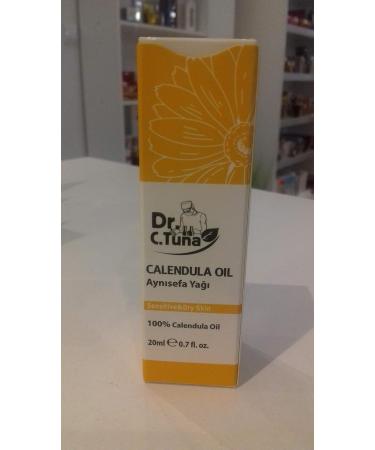 Dr.
C.Tuna
CALENDULA OIL
Aynısefa Yağı
Sensitive&Dry Skin
100% Calendula Oil
20ml ℮ 0.7 fl. oz.